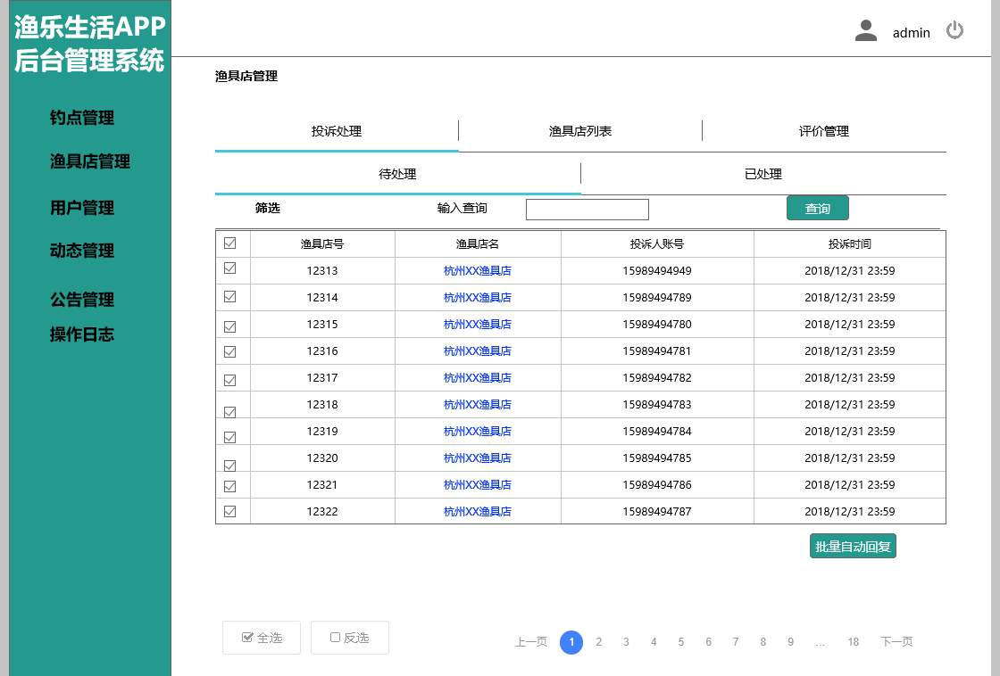 渔乐生活APP
后台管理系统
admin
钓点管理
渔具店管理
用户管理
动态管理
公告管理
操作日志
渔具店管理
投诉处理 渔具店列表 评价管理
待处理 已处理
筛选 输入查询 查询
渔具店号 渔具店名 投诉人账号 投诉时间
12313 杭州XX渔具店 15989494949 2018/12/31 23:59
12314 杭州XX渔具店 15989494789 2018/12/31 23:59
12315 杭州XX渔具店 15989494780 2018/12/31 23:59
12316 杭州XX渔具店 15989494781 2018/12/31 23:59
12317 杭州XX渔具店 15989494782 2018/12/31 23:59
12318 杭州XX渔具店 15989494783 2018/12/31 23:59
12319 杭州XX渔具店 15989494784 2018/12/31 23:59
12320 杭州XX渔具店 15989494785 2018/12/31 23:59
12321 杭州XX渔具店 15989494786 2018/12/31 23:59
12322 杭州XX渔具店 15989494787 2018/12/31 23:59
批量自动回复
全选 反选
上一页 1 2 3 4 5 6 7 8 9 ... 18 下一页